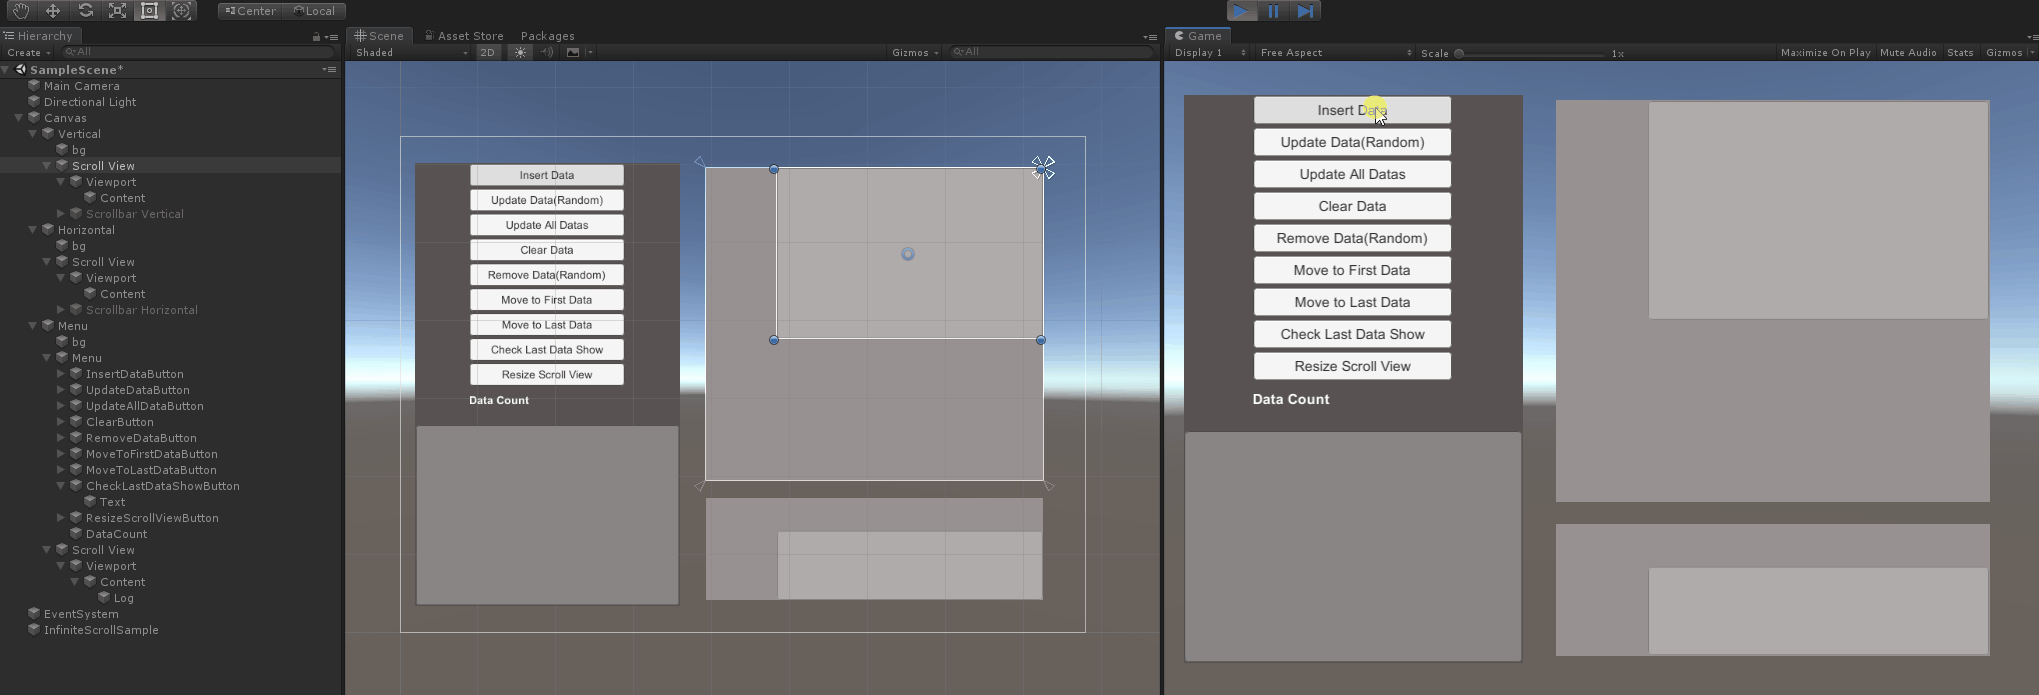 Center Local
Hierarchy
Create All
SampleScene*
Main Camera
Directional Light
Canvas
Vertical
bg
Scroll View
Viewport
Content
Scrollbar Vertical
Horizontal
bg
Scroll View
Viewport
Content
Scrollbar Horizontal
Menu
bg
Menu
InsertDataButton
UpdateDataButton
UpdateAllDataButton
ClearButton
RemoveDataButton
MoveToFirstDataButton
MoveToLastDataButton
CheckLastDataShowButton
Text
ResizeScrollViewButton
DataCount
Scroll View
Viewport
Content
Log
EventSystem
InfiniteScrollSample
Scene Asset Store Packages
Shaded 2D Gizmos All
Insert Data
Update Data(Random)
Update All Datas
Clear Data
Remove Data(Random)
Move to First Data
Move to Last Data
Check Last Data Show
Resize Scroll View
Data Count
Game
Display 1 Free Aspect Scale 1x Maximize On Play Mute Audio Stats Gizmos
Insert Data
Update Data(Random)
Update All Datas
Clear Data
Remove Data(Random)
Move to First Data
Move to Last Data
Check Last Data Show
Resize Scroll View
Data Count